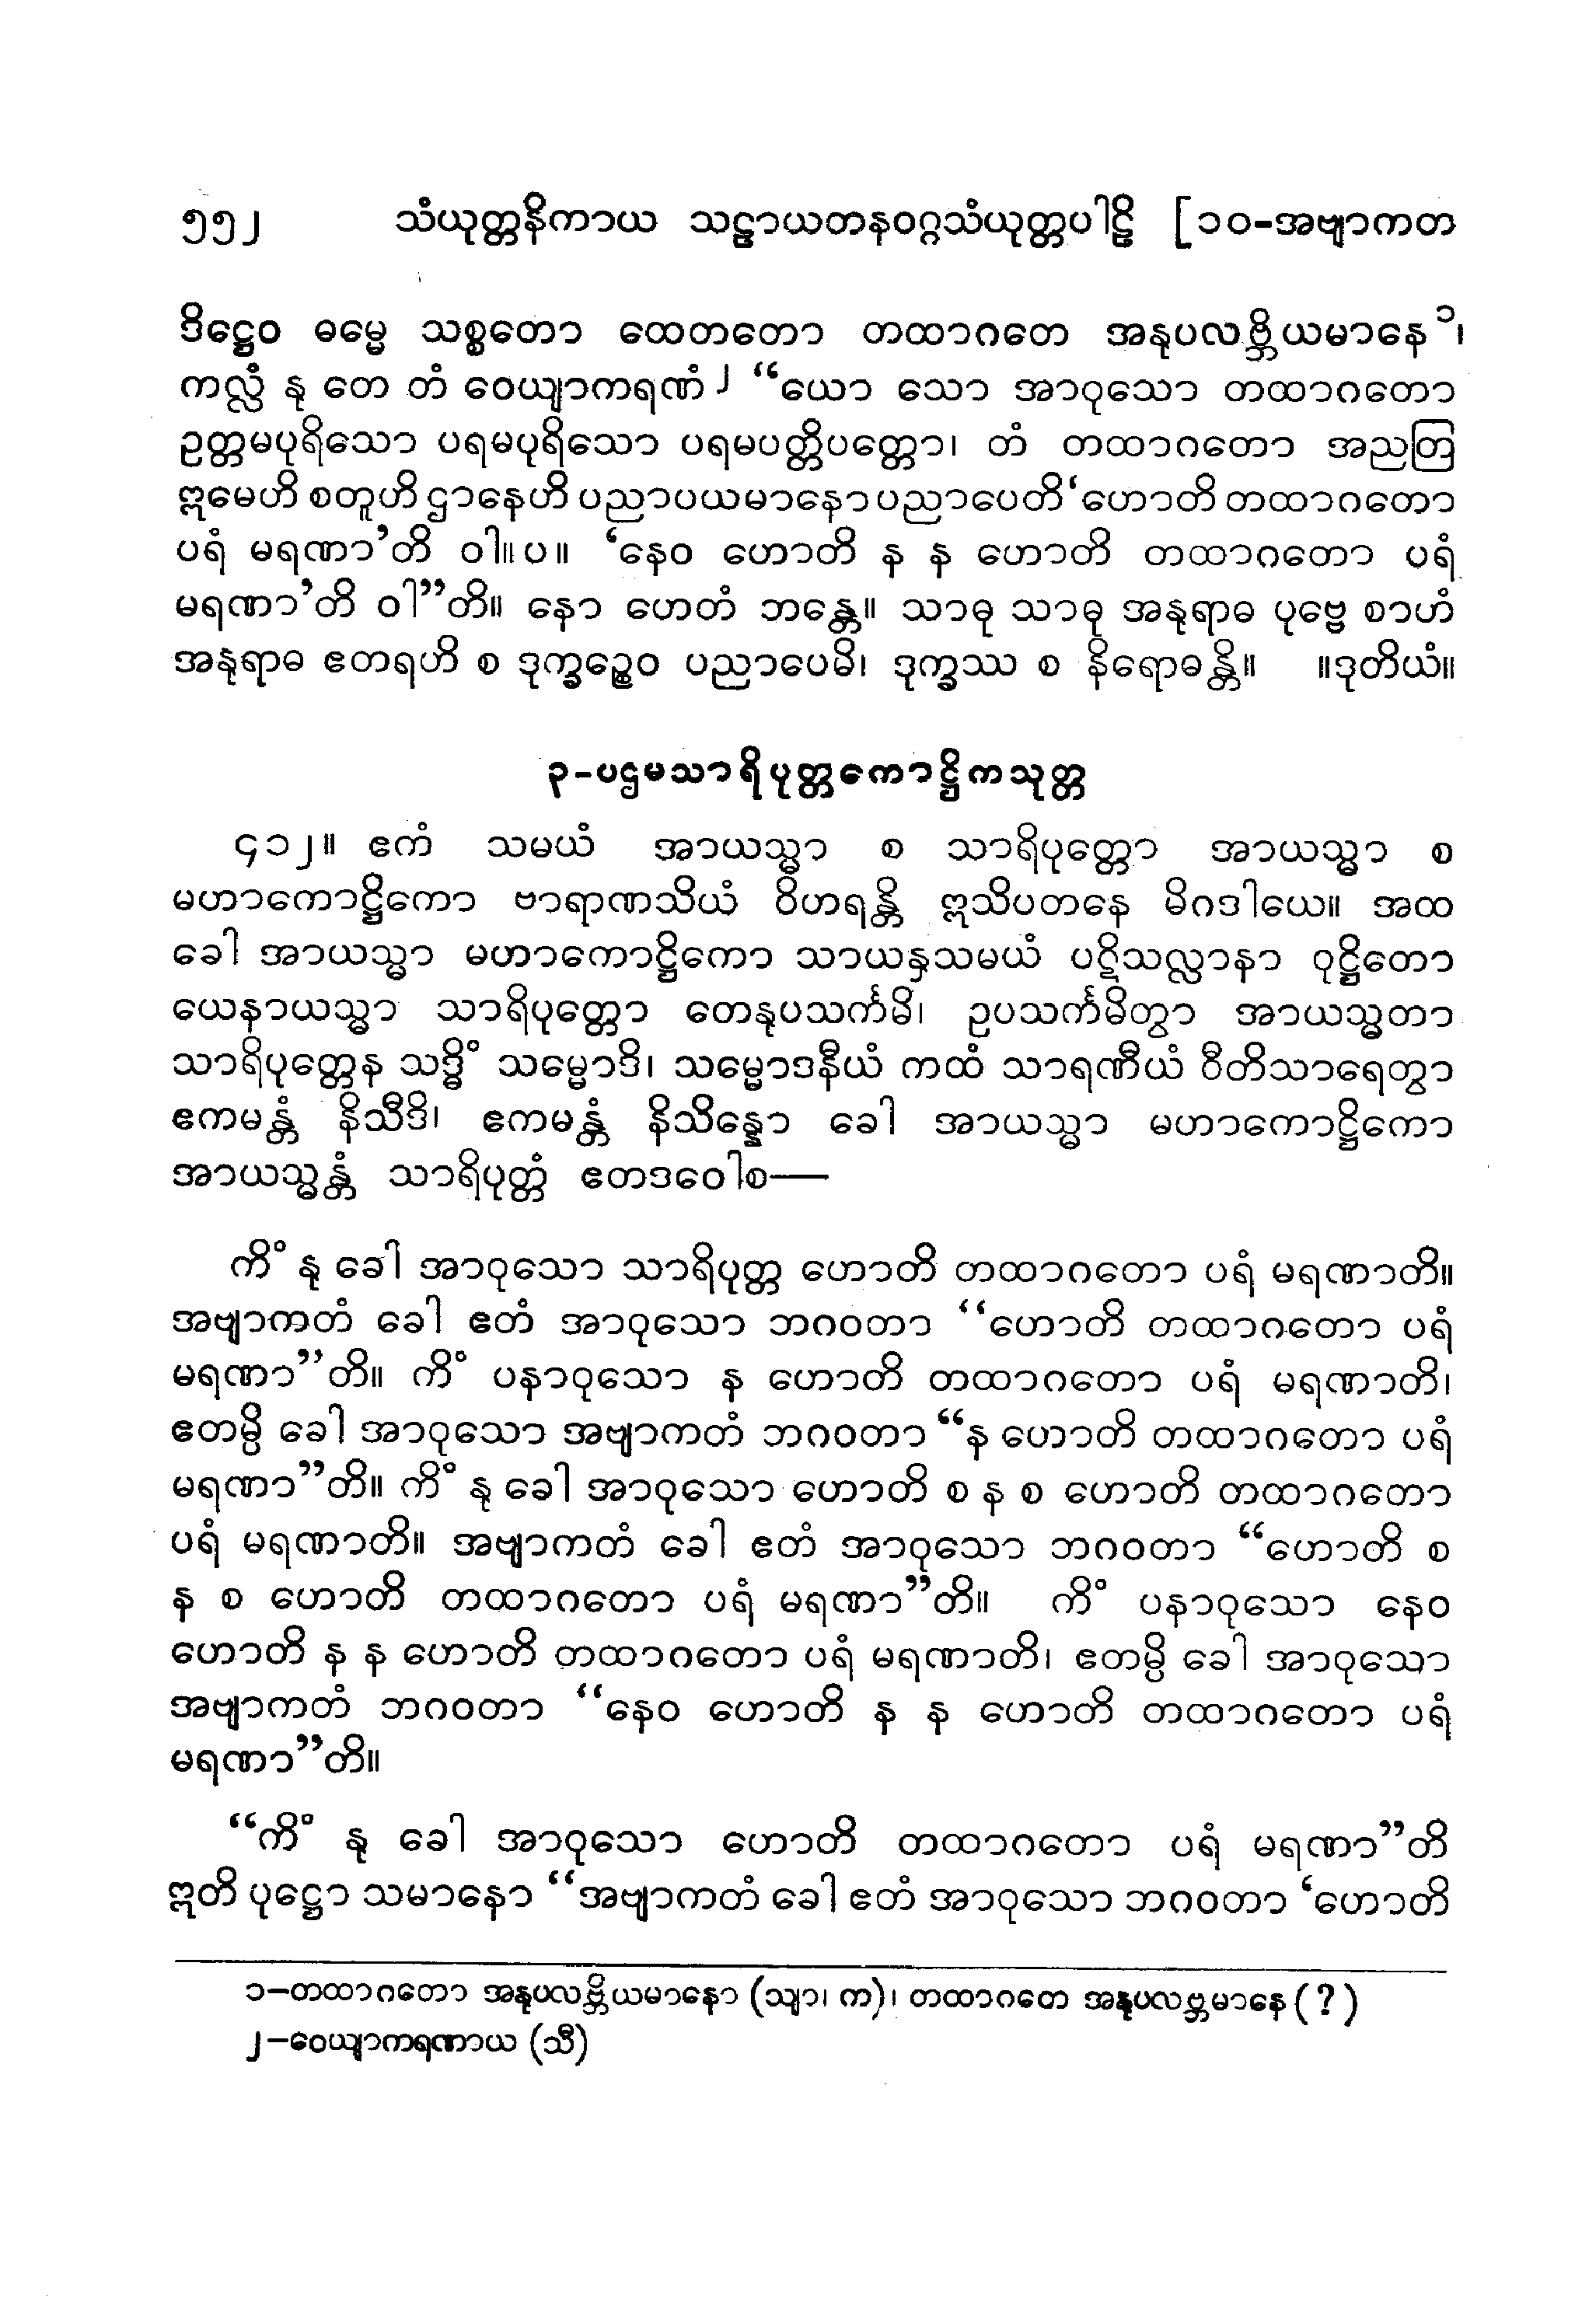 ၅၅၂ သံယုတ္တနိကာယ သဠာယတနဝဂ္ဂသံယုတ္တပါဠိ [၁၀-အဗျာကတ
ဒိဋ္ဌေဝ ဓမ္မေ သစ္စတော ထေတတော တထာဂတေ အနုပလဗ္ဘိယမာနေ၁၊
ကလ္လံ နု တေ တံ ဝေယျာကရဏံ၂ “ယော သော အာဝုသော တထာဂတော
ဥတ္တမပုရိသော ပရမပုရိသော ပရမပတ္တိပတ္တော၊ တံ တထာဂတော အညတြ
ဣမေဟိ စတူဟိ ဌာနေဟိ ပညာပယမာနော ပညာပေတိ ‘ဟောတိ တထာဂတော
ပရံ မရဏာ’တိ ဝါ။ပ။ ‘နေဝ ဟောတိ န န ဟောတိ တထာဂတော ပရံ
မရဏာ’တိ ဝါ”တိ။ နော ဟေတံ ဘန္တေ။ သာဓု သာဓု အနုရာဓ ပုဗ္ဗေ စာဟံ
အနုရာဓ ဧတရဟိ စ ဒုက္ခဉ္စေဝ ပညာပေမိ၊ ဒုက္ခဿ စ နိရောဓန္တိ။ ။ဒုတိယံ။
၃-ပဌမသာရိပုတ္တကောဋ္ဌိကသုတ္တ
၄၁၂။ ဧကံ သမယံ အာယသ္မာ စ သာရိပုတ္တော အာယသ္မာ စ
မဟာကောဋ္ဌိကော ဗာရာဏသိယံ ဝိဟရန္တိ ဣသိပတနေ မိဂဒါယေ။ အထ
ခေါ အာယသ္မာ မဟာကောဋ္ဌိကော သာယနှသမယံ ပဋိသလ္လာနာ ဝုဋ္ဌိတော
ယေနာယသ္မာ သာရိပုတ္တော တေနုပသင်္ကမိ၊ ဥပသင်္ကမိတွာ အာယသ္မတာ
သာရိပုတ္တေန သဒ္ဓိံ သမ္မောဒိ၊ သမ္မောဒနီယံ ကထံ သာရဏီယံ ဝီတိသာရေတွာ
ဧကမန္တံ နိသီဒိ၊ ဧကမန္တံ နိသိန္နော ခေါ အာယသ္မာ မဟာကောဋ္ဌိကော
အာယသ္မန္တံ သာရိပုတ္တံ ဧတဒဝေါစ—
ကိံ နု ခေါ အာဝုသော သာရိပုတ္တ ဟောတိ တထာဂတော ပရံ မရဏာတိ။
အဗျာကတံ ခေါ ဧတံ အာဝုသော ဘဂဝတာ “ဟောတိ တထာဂတော ပရံ
မရဏာ”တိ။ ကိံ ပနာဝုသော န ဟောတိ တထာဂတော ပရံ မရဏာတိ၊
ဧတမ္ပိ ခေါ အာဝုသော အဗျာကတံ ဘဂဝတာ “န ဟောတိ တထာဂတော ပရံ
မရဏာ”တိ။ ကိံ နု ခေါ အာဝုသော ဟောတိ စ န စ ဟောတိ တထာဂတော
ပရံ မရဏာတိ။ အဗျာကတံ ခေါ ဧတံ အာဝုသော ဘဂဝတာ “ဟောတိ စ
န စ ဟောတိ တထာဂတော ပရံ မရဏာ”တိ။ ကိံ ပနာဝုသော နေဝ
ဟောတိ န န ဟောတိ တထာဂတော ပရံ မရဏာတိ၊ ဧတမ္ပိ ခေါ အာဝုသော
အဗျာကတံ ဘဂဝတာ “နေဝ ဟောတိ န န ဟောတိ တထာဂတော ပရံ
မရဏာ”တိ။
“ကိံ နု ခေါ အာဝုသော ဟောတိ တထာဂတော ပရံ မရဏာ”တိ
ဣတိ ပုဋ္ဌော သမာနော “အဗျာကတံ ခေါ ဧတံ အာဝုသော ဘဂဝတာ ‘ဟောတိ
၁—တထာဂတော အနုပလဗ္ဘိယမာနော (သျာ၊ က)၊ တထာဂတေ အနုပလဗ္ဘမာနေ (?)
၂—ဝေယျာကရဏာယ (သီ)